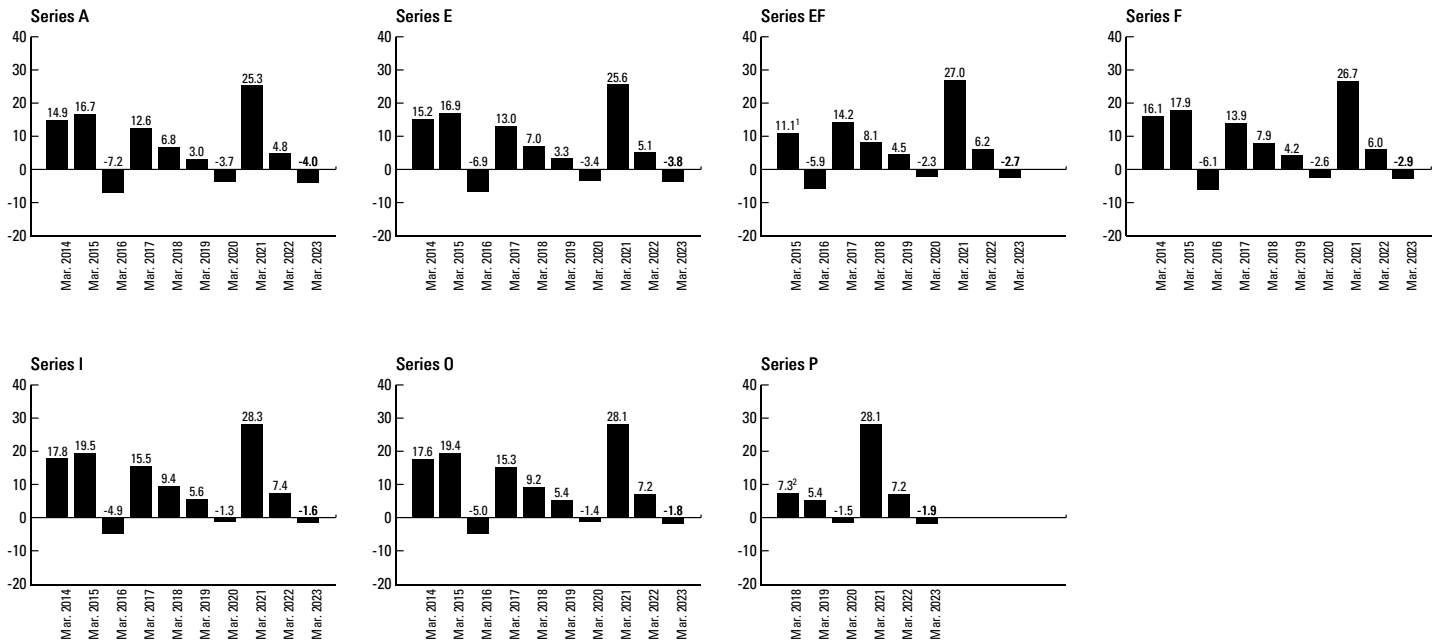 Series A
40
30
20
10
0
-10
-20
14.9
16.7
-7.2
12.6
6.8
3.0
-3.7
25.3
4.8
-4.0
Mar. 2014
Mar. 2015
Mar. 2016
Mar. 2017
Mar. 2018
Mar. 2019
Mar. 2020
Mar. 2021
Mar. 2022
Mar. 2023
Series E
40
30
20
10
0
-10
-20
15.2
16.9
-6.9
13.0
7.0
3.3
-3.4
25.6
5.1
-3.8
Mar. 2014
Mar. 2015
Mar. 2016
Mar. 2017
Mar. 2018
Mar. 2019
Mar. 2020
Mar. 2021
Mar. 2022
Mar. 2023
Series EF
40
30
20
10
0
-10
-20
11.1¹
-5.9
14.2
8.1
4.5
-2.3
27.0
6.2
-2.7
Mar. 2015
Mar. 2016
Mar. 2017
Mar. 2018
Mar. 2019
Mar. 2020
Mar. 2021
Mar. 2022
Mar. 2023
Series F
40
30
20
10
0
-10
-20
16.1
17.9
-6.1
13.9
7.9
4.2
-2.6
26.7
6.0
-2.9
Mar. 2014
Mar. 2015
Mar. 2016
Mar. 2017
Mar. 2018
Mar. 2019
Mar. 2020
Mar. 2021
Mar. 2022
Mar. 2023
Series I
40
30
20
10
0
-10
-20
17.8
19.5
-4.9
15.5
9.4
5.6
-1.3
28.3
7.4
-1.6
Mar. 2014
Mar. 2015
Mar. 2016
Mar. 2017
Mar. 2018
Mar. 2019
Mar. 2020
Mar. 2021
Mar. 2022
Mar. 2023
Series O
40
30
20
10
0
-10
-20
17.6
19.4
-5.0
15.3
9.2
5.4
-1.4
28.1
7.2
-1.8
Mar. 2014
Mar. 2015
Mar. 2016
Mar. 2017
Mar. 2018
Mar. 2019
Mar. 2020
Mar. 2021
Mar. 2022
Mar. 2023
Series P
40
30
20
10
0
-10
-20
7.3²
5.4
-1.5
28.1
7.2
-1.9
Mar. 2018
Mar. 2019
Mar. 2020
Mar. 2021
Mar. 2022
Mar. 2023